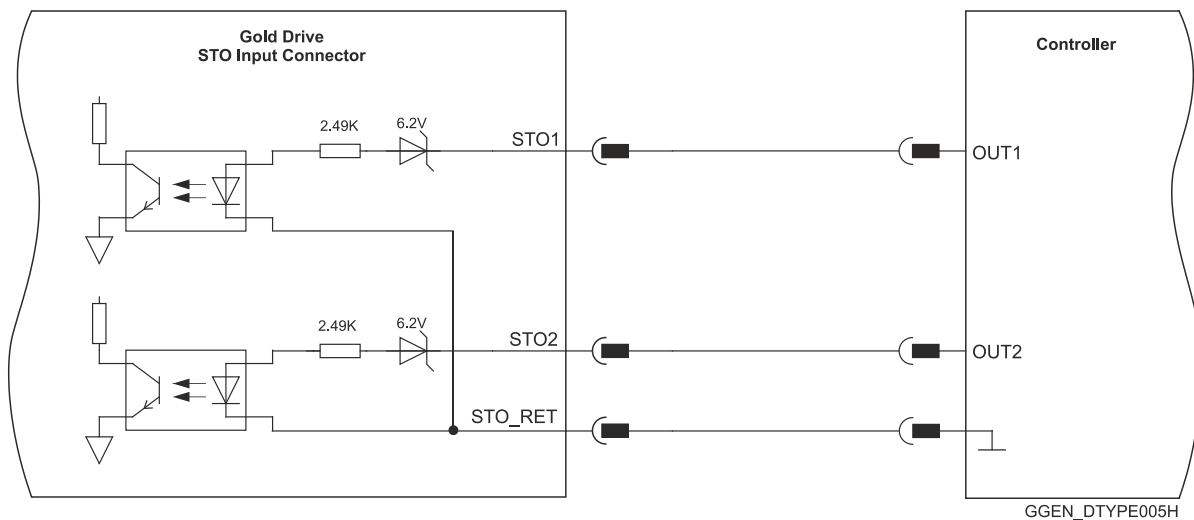 Gold Drive
STO Input Connector
Controller
2.49K
6.2V
STO1
OUT1
2.49K
6.2V
STO2
OUT2
STO_RET
GGEN_DTYPE005H